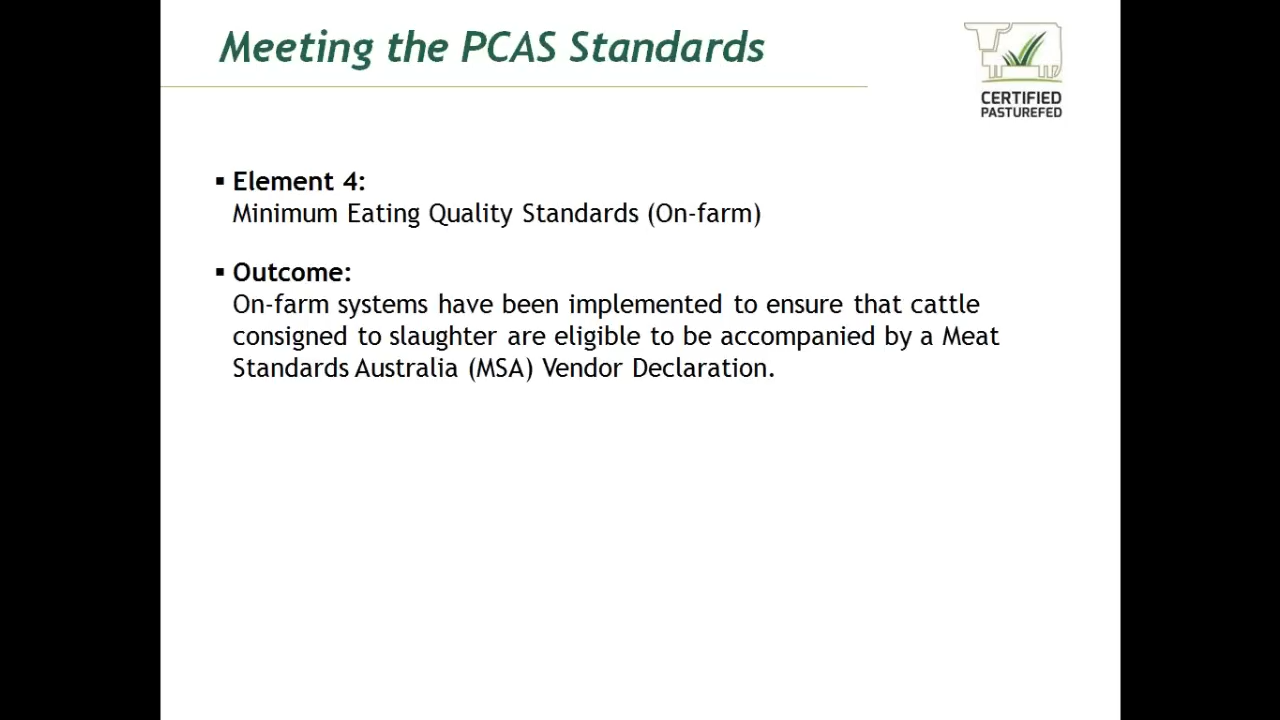 Meeting the PCAS Standards
CERTIFIED
PASTUREFED
▪ Element 4:
Minimum Eating Quality Standards (On-farm)
▪ Outcome:
On-farm systems have been implemented to ensure that cattle
consigned to slaughter are eligible to be accompanied by a Meat
Standards Australia (MSA) Vendor Declaration.